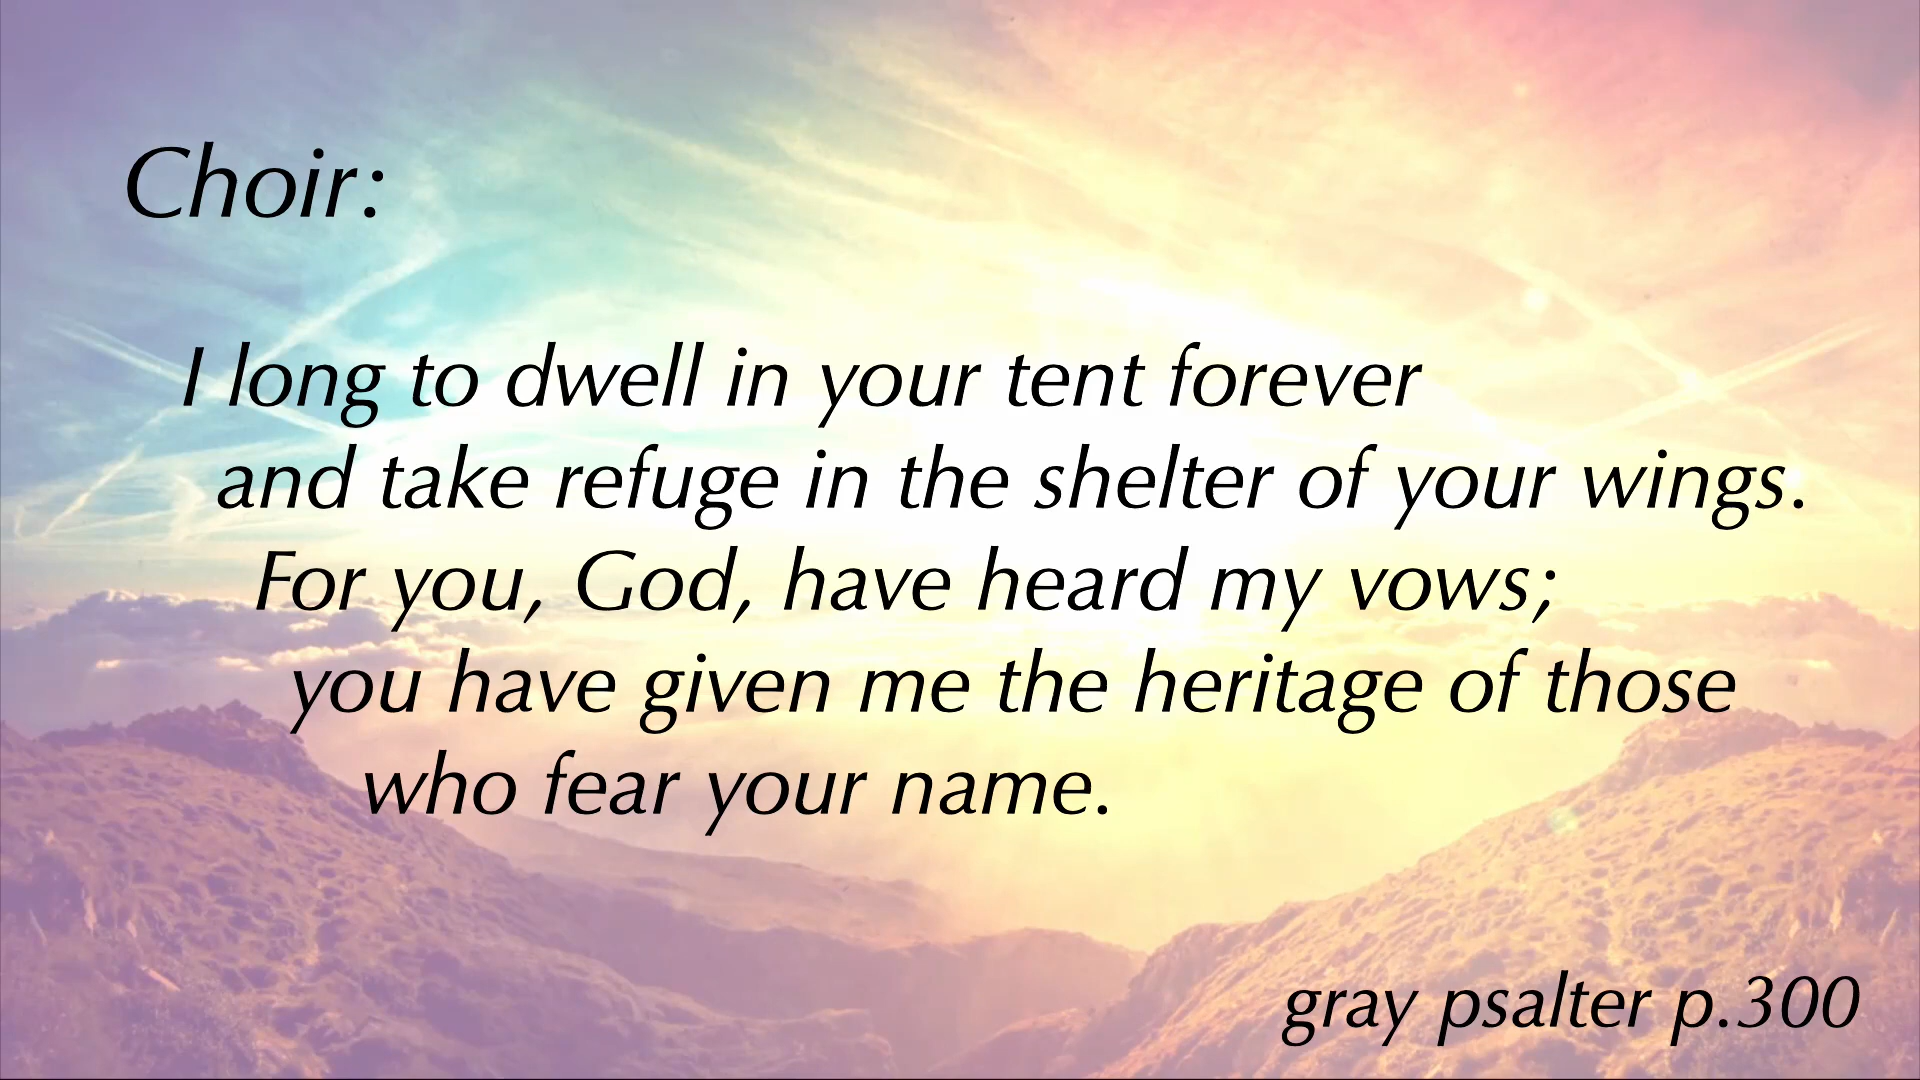 Choir:
I long to dwell in your tent forever
and take refuge in the shelter of your wings.
For you, God, have heard my vows;
you have given me the heritage of those
who fear your name.
gray psalter p.300